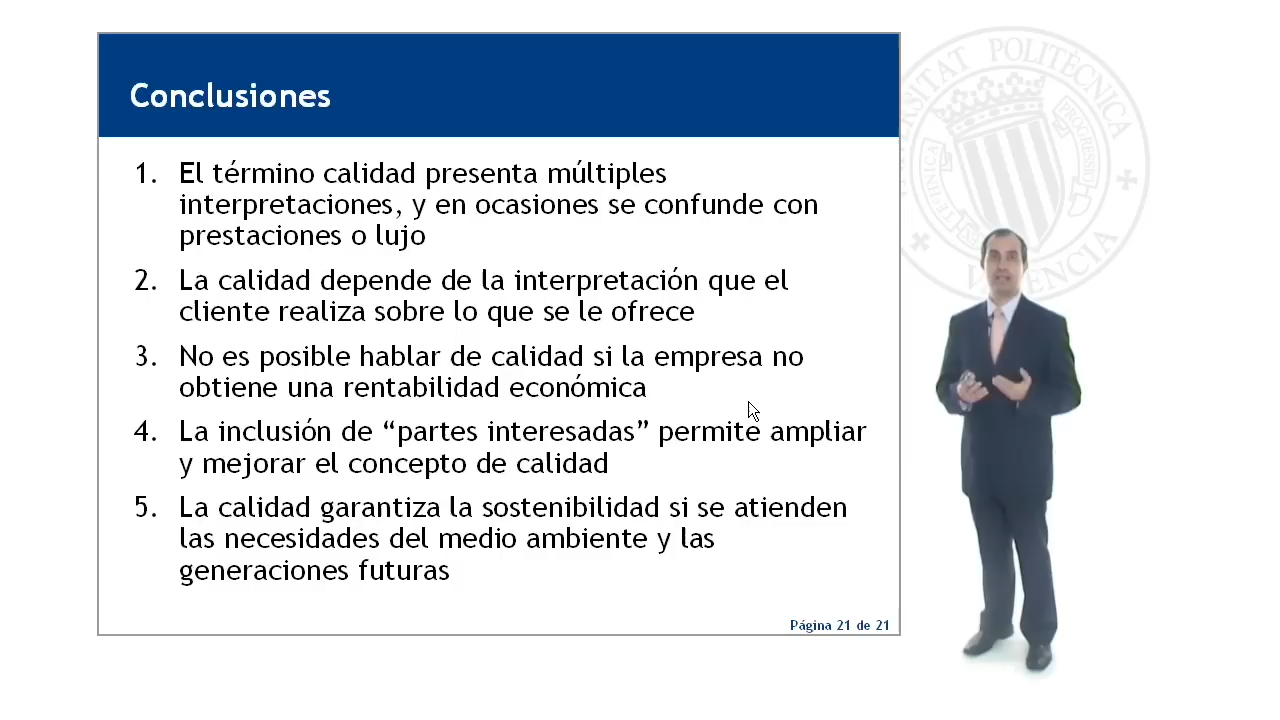 Conclusiones
1. El término calidad presenta múltiples
interpretaciones, y en ocasiones se confunde con
prestaciones o lujo
2. La calidad depende de la interpretación que el
cliente realiza sobre lo que se le ofrece
3. No es posible hablar de calidad si la empresa no
obtiene una rentabilidad económica
4. La inclusión de “partes interesadas” permite ampliar
y mejorar el concepto de calidad
5. La calidad garantiza la sostenibilidad si se atienden
las necesidades del medio ambiente y las
generaciones futuras
Página 21 de 21
POLITÈCNICA